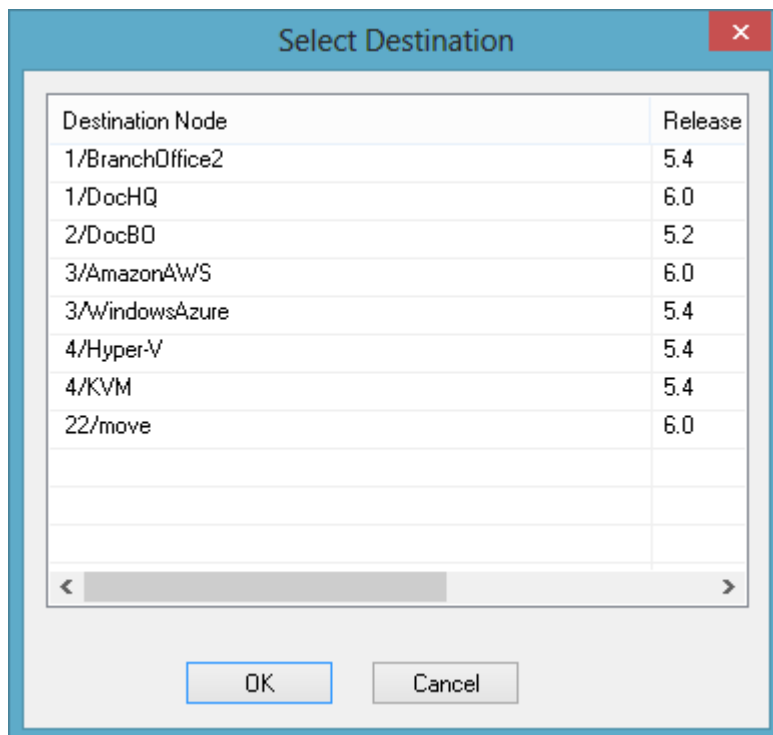 Select Destination
Destination Node Release
1/BranchOffice2 5.4
1/DocHQ 6.0
2/DocBO 5.2
3/AmazonAWS 6.0
3/WindowsAzure 5.4
4/Hyper-V 5.4
4/KVM 5.4
22/move 6.0
OK Cancel